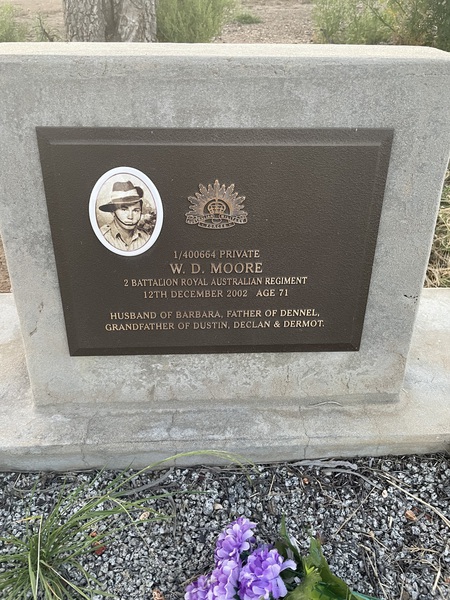 1/400664 PRIVATE
W. D. MOORE
2 BATTALION ROYAL AUSTRALIAN REGIMENT
12TH DECEMBER 2002 AGE 71
HUSBAND OF BARBARA, FATHER OF DENNEL,
GRANDFATHER OF DUSTIN, DECLAN & DERMOT.